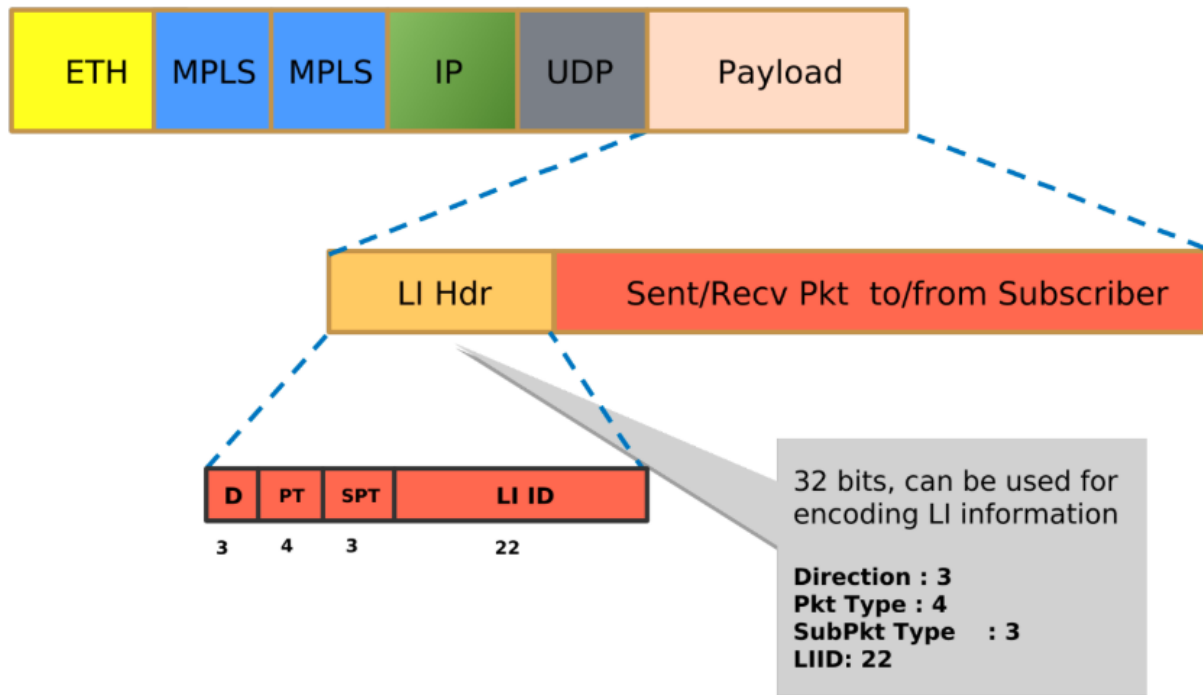 ETH MPLS MPLS IP UDP Payload
LI Hdr Sent/Recv Pkt to/from Subscriber
D PT SPT LI ID
3 4 3 22
32 bits, can be used for
encoding LI information
Direction : 3
Pkt Type : 4
SubPkt Type : 3
LIID: 22